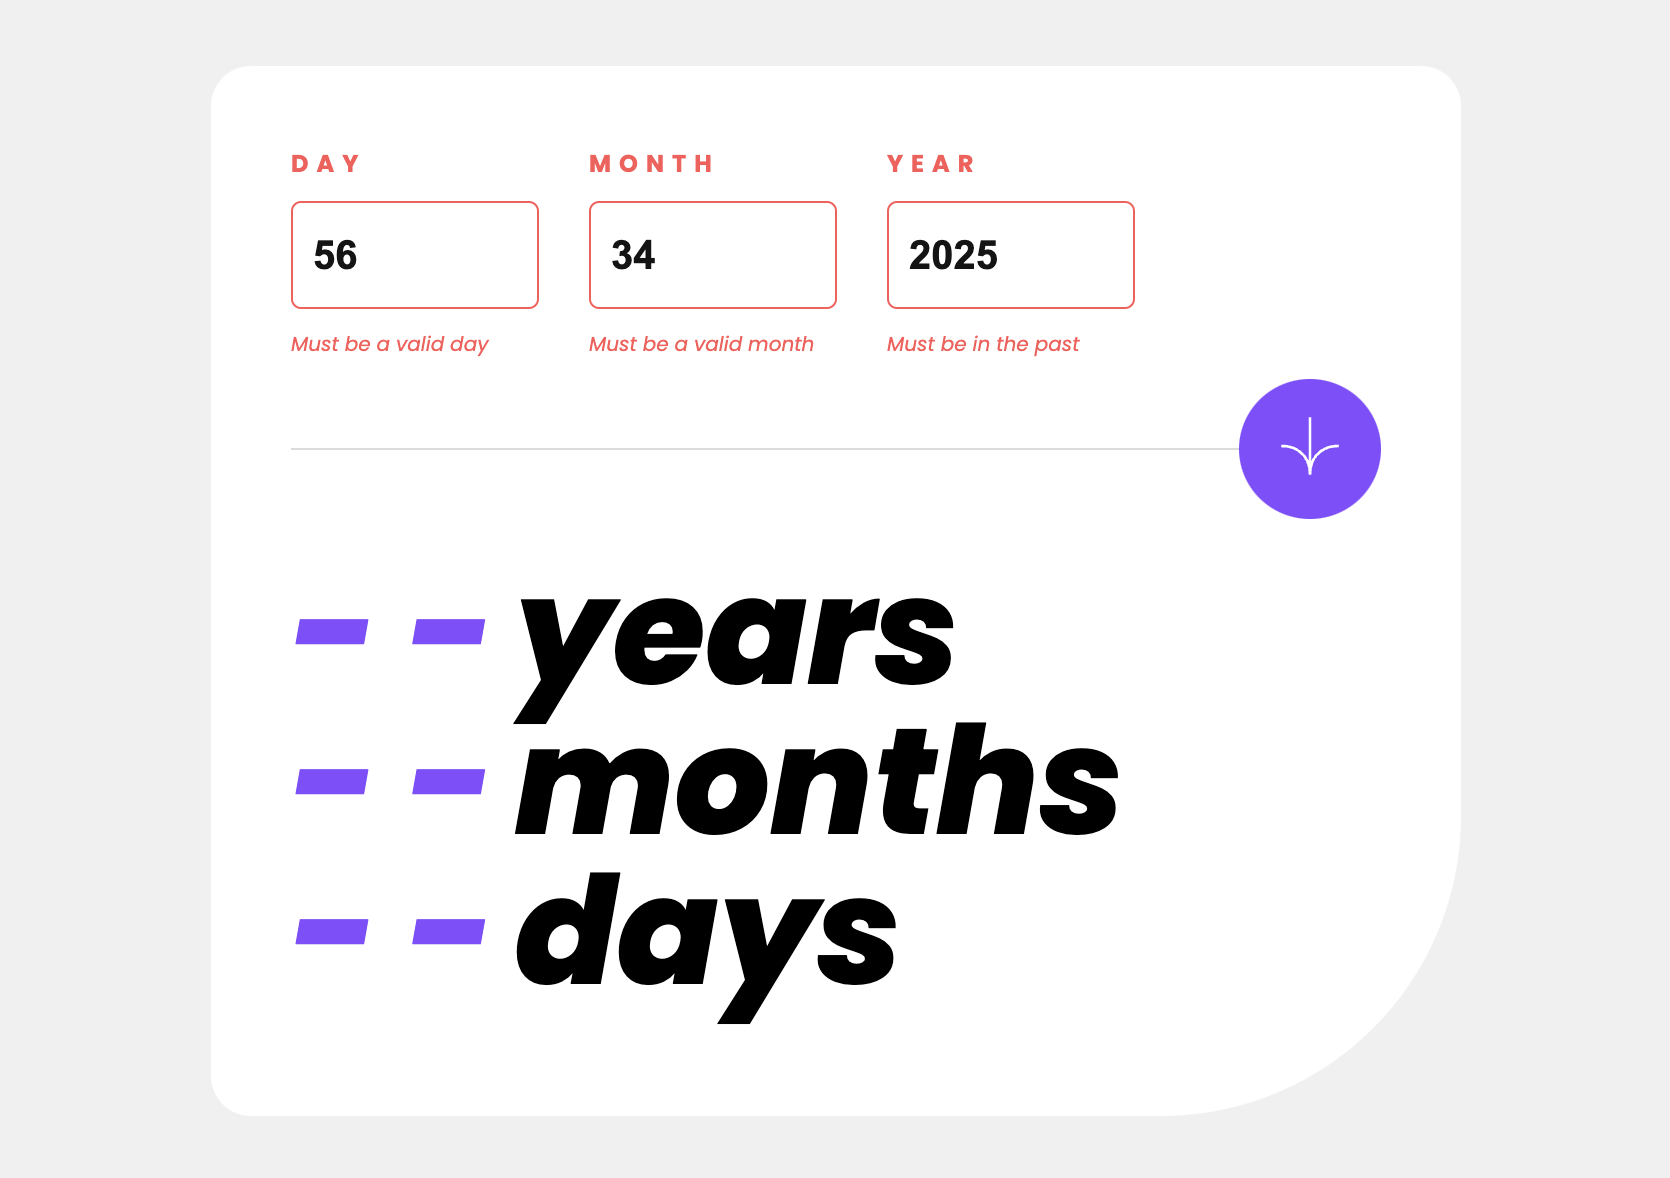 DAY MONTH YEAR
56 34 2025
Must be a valid day Must be a valid month Must be in the past
-- years
-- months
-- days